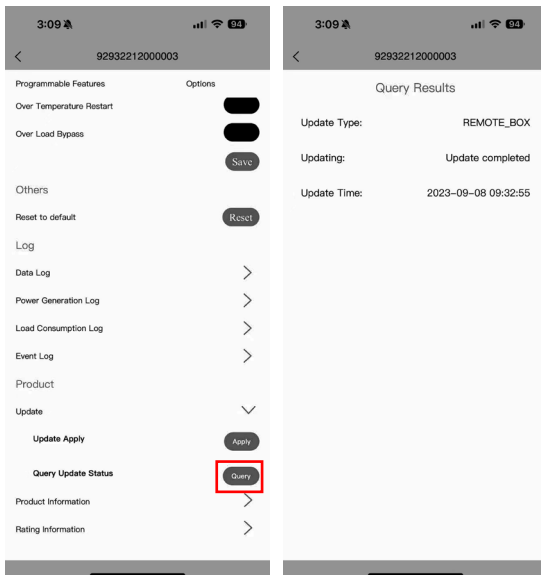 3:09 94
92932212000003
Programmable Features Options
Over Temperature Restart
Over Load Bypass
Save
Others
Reset to default Reset
Log
Data Log
Power Generation Log
Load Consumption Log
Event Log
Product
Update
Update Apply Apply
Query Update Status Query
Product Information
Rating Information
3:09 94
92932212000003
Query Results
Update Type: REMOTE_BOX
Updating: Update completed
Update Time: 2023-09-08 09:32:55